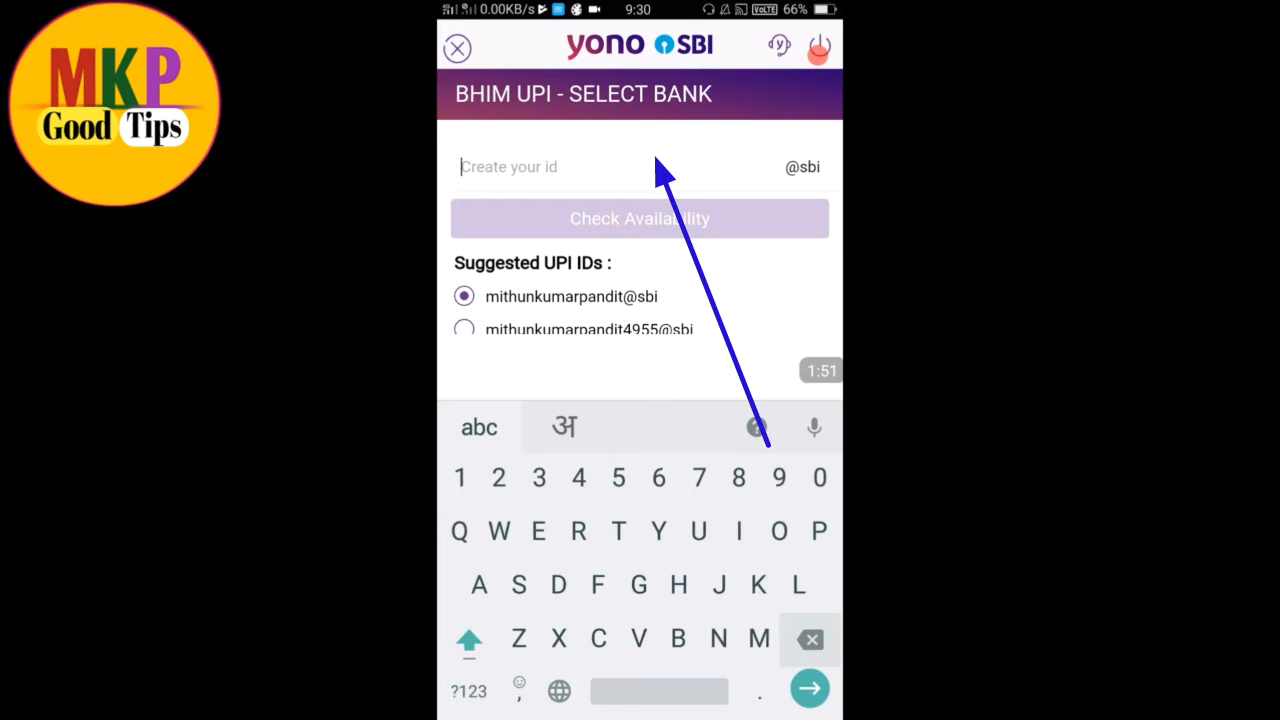 MKP
Good Tips
0.00KB/s 9:30 VoLTE 66%
yono SBI
BHIM UPI - SELECT BANK
Create your id @sbi
Check Availability
Suggested UPI IDs :
mithunkumarpandit@sbi
mithunkumarpandit4955@sbi
1:51
abc अ ?
1 2 3 4 5 6 7 8 9 0
Q W E R T Y U I O P
A S D F G H J K L
Z X C V B N M
?123 , .